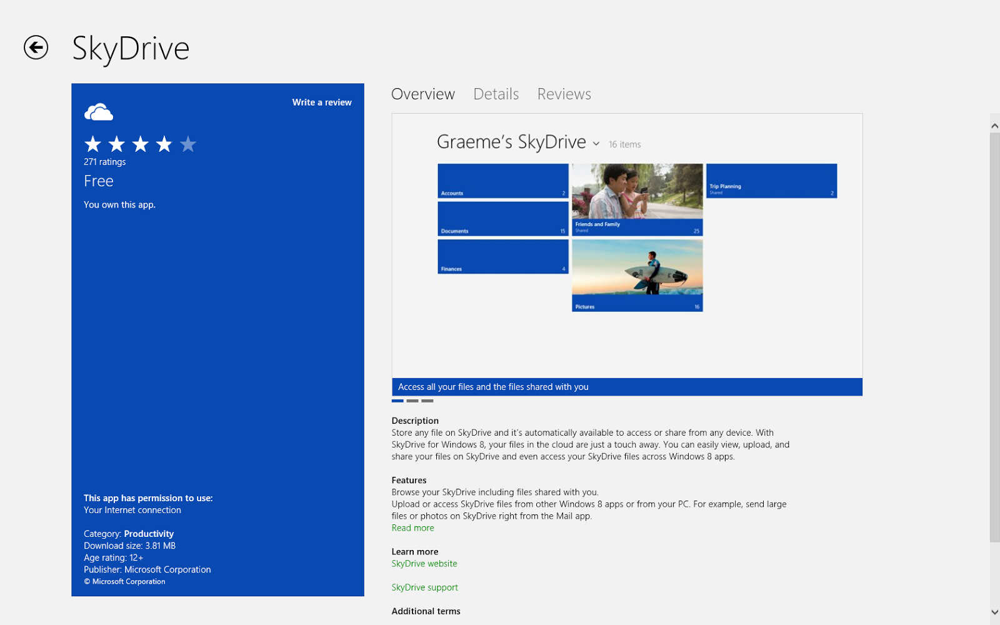 SkyDrive
Write a review
271 ratings
Free
You own this app.
This app has permission to use:
Your Internet connection
Category: Productivity
Download size: 3.81 MB
Age rating: 12+
Publisher: Microsoft Corporation
© Microsoft Corporation
Overview Details Reviews
Graeme's SkyDrive 16 items
Accounts 2
Documents 15
Finances 4
Friends and Family
Shared 25
Pictures 16
Trip Planning
Shared 2
Access all your files and the files shared with you
Description
Store any file on SkyDrive and it's automatically available to access or share from any device. With
SkyDrive for Windows 8, your files in the cloud are just a touch away. You can easily view, upload, and
share your files on SkyDrive and even access your SkyDrive files across Windows 8 apps.
Features
Browse your SkyDrive including files shared with you.
Upload or access SkyDrive files from other Windows 8 apps or from your PC. For example, send large
files or photos on SkyDrive right from the Mail app.
Read more
Learn more
SkyDrive website
SkyDrive support
Additional terms